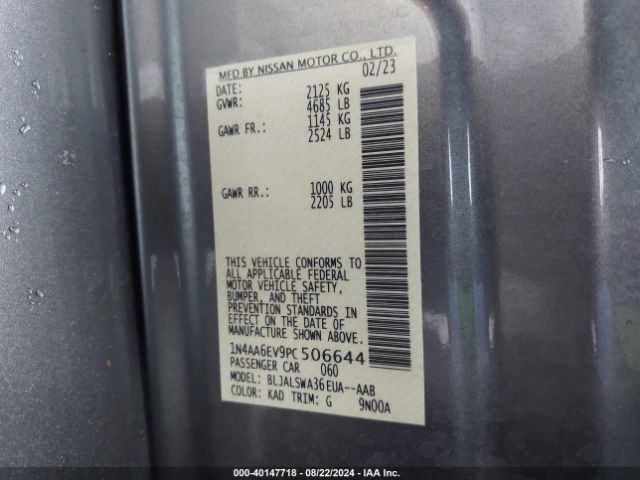 MFD BY NISSAN MOTOR CO., LTD.
DATE: 02/23
GVWR: 2125 KG
4685 LB
GAWR FR.: 1145 KG
2524 LB
GAWR RR.: 1000 KG
2205 LB
THIS VEHICLE CONFORMS TO
ALL APPLICABLE FEDERAL
MOTOR VEHICLE SAFETY,
BUMPER, AND THEFT
PREVENTION STANDARDS IN
EFFECT ON THE DATE OF
MANUFACTURE SHOWN ABOVE.
1N4AA6EV9PC506644
PASSENGER CAR 060
MODEL: BLJALSWA36EUA--AAB
COLOR: KAD TRIM: G 9N00A
000-40147718 - 08/22/2024 - IAA Inc.